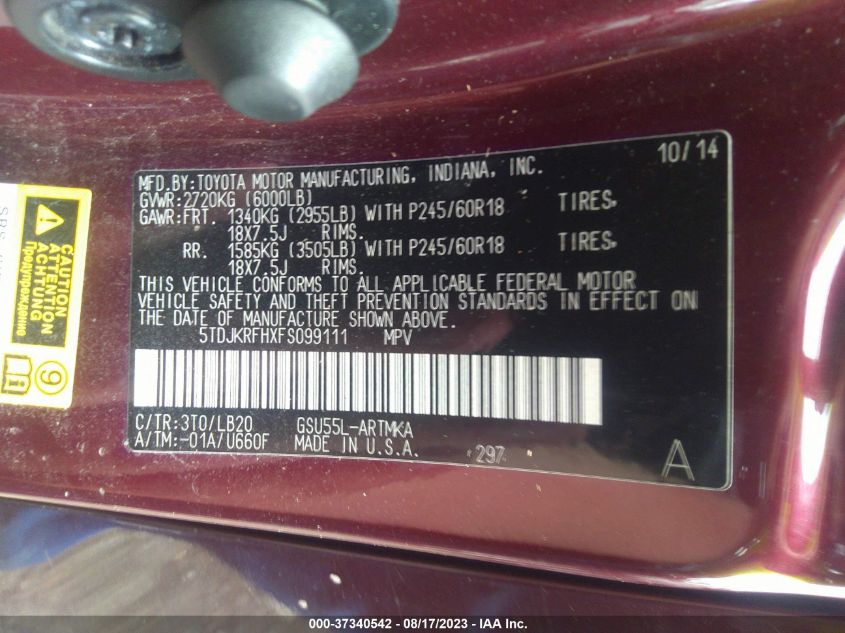 10/14
MFD.BY:TOYOTA MOTOR MANUFACTURING, INDIANA, INC.
GVWR:2720KG (6000LB)
GAWR:FRT. 1340KG (2955LB) WITH P245/60R18 TIRES,
18X7.5J RIMS.
RR. 1585KG (3505LB) WITH P245/60R18 TIRES,
18X7.5J RIMS.
THIS VEHICLE CONFORMS TO ALL APPLICABLE FEDERAL MOTOR
VEHICLE SAFETY AND THEFT PREVENTION STANDARDS IN EFFECT ON
THE DATE OF MANUFACTURE SHOWN ABOVE.
5TDJKRFHXFS099111 MPV
C/TR:3T0/LB20 GSU55L-ARTMKA
A/TM:-01A/U660F MADE IN U.S.A.
297
A
CAUTION
ATTENTION
ACHTUNG
Предупреждение
9
000-37340542 - 08/17/2023 - IAA Inc.